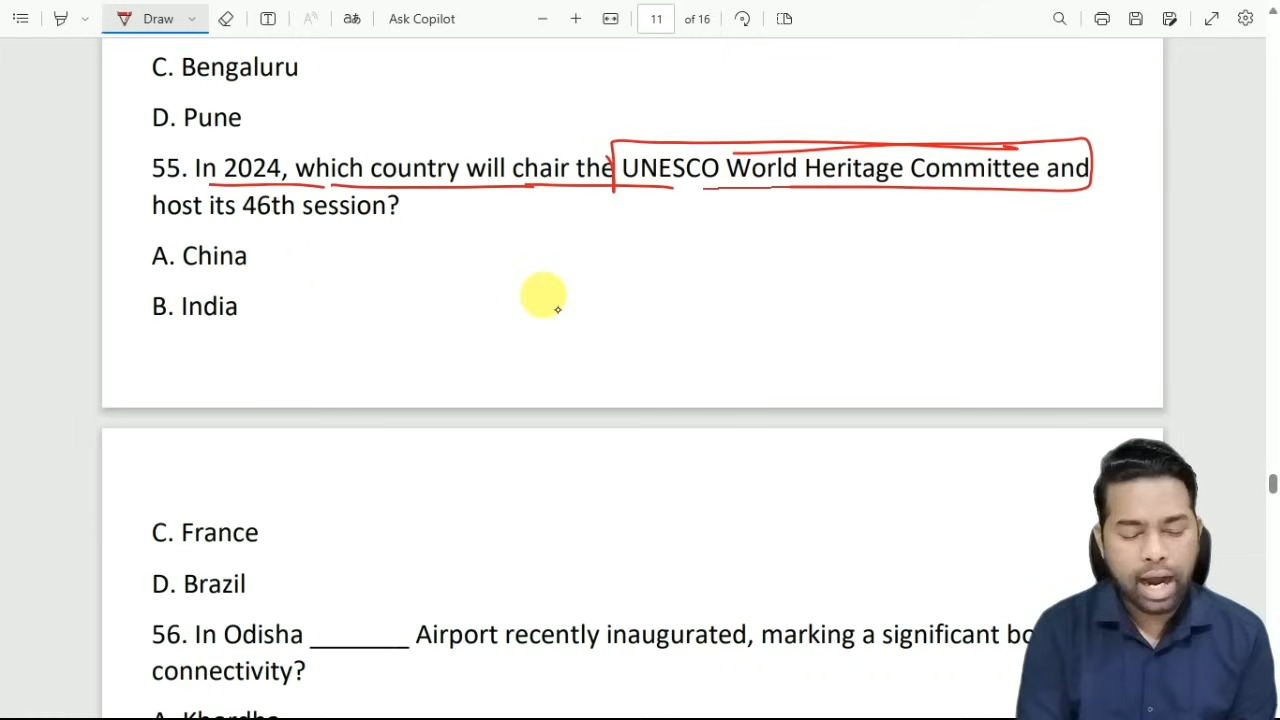 Draw
Ask Copilot
11
of 16
C. Bengaluru
D. Pune
55. In 2024, which country will chair the UNESCO World Heritage Committee and
host its 46th session?
A. China
B. India
C. France
D. Brazil
56. In Odisha _______ Airport recently inaugurated, marking a significant
connectivity?